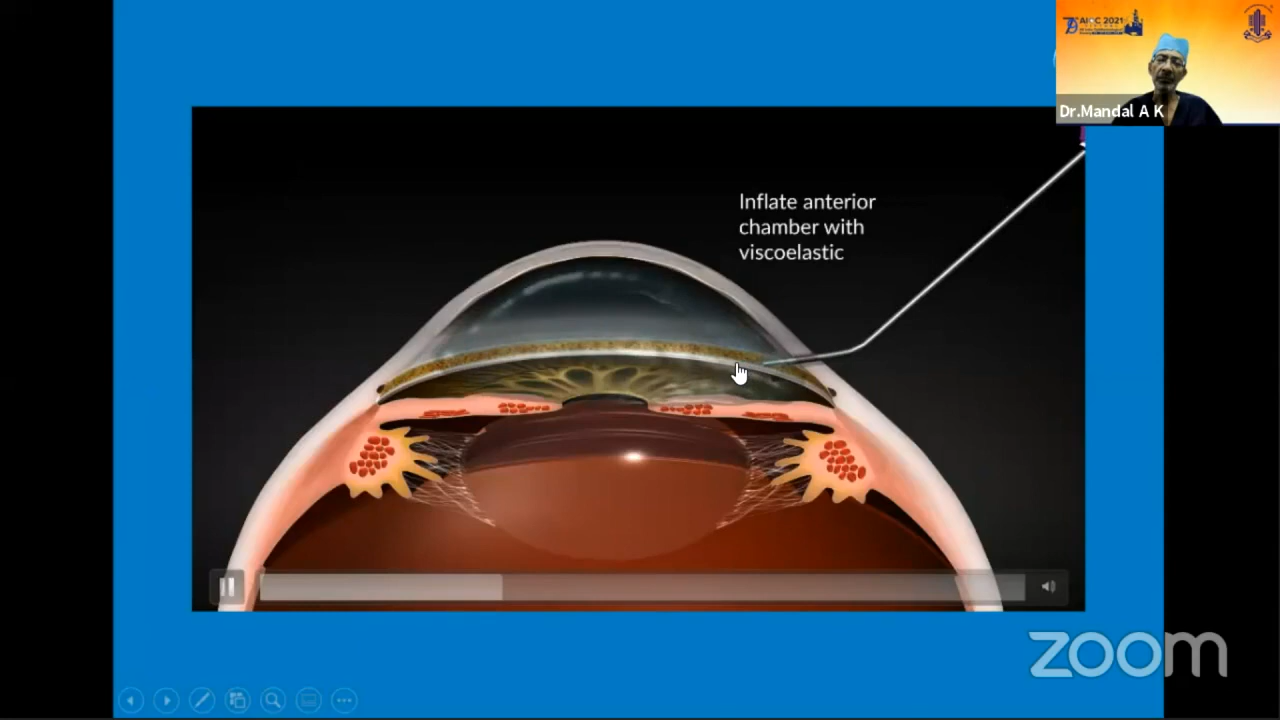 AIOC 2021
Dr.Mandal A K
Inflate anterior
chamber with
viscoelastic
zoom